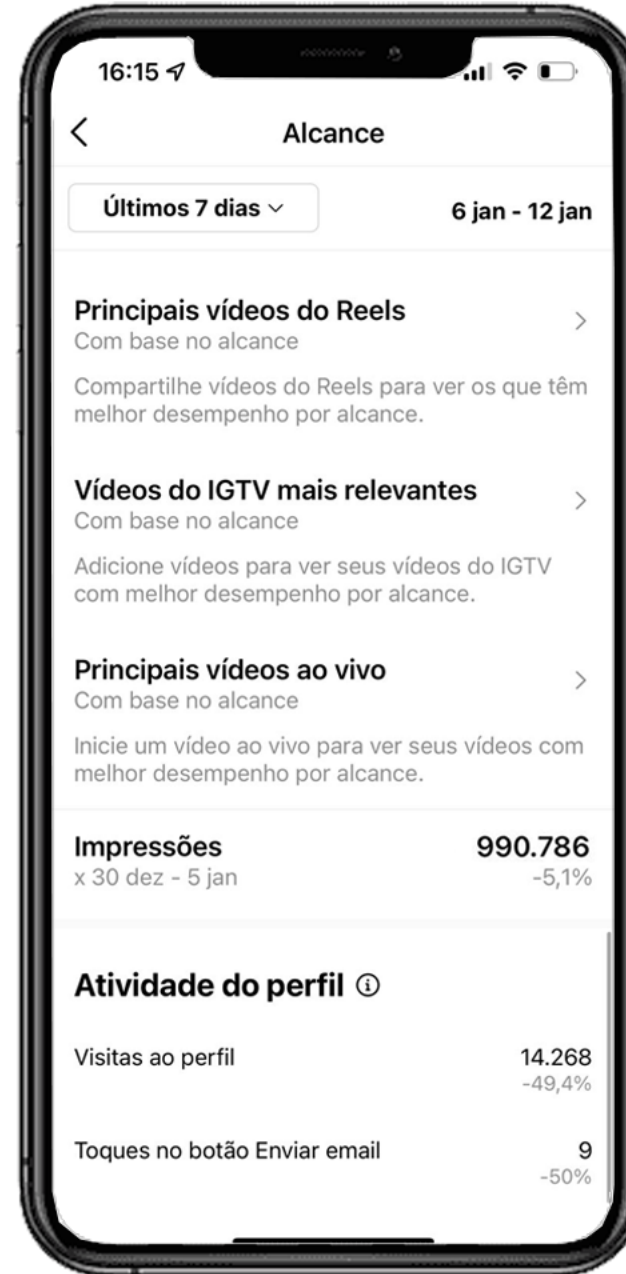 16:15
Alcance
Últimos 7 dias
6 jan - 12 jan
Principais vídeos do Reels
Com base no alcance
Compartilhe vídeos do Reels para ver os que têm
melhor desempenho por alcance.
Vídeos do IGTV mais relevantes
Com base no alcance
Adicione vídeos para ver seus vídeos do IGTV
com melhor desempenho por alcance.
Principais vídeos ao vivo
Com base no alcance
Inicie um vídeo ao vivo para ver seus vídeos com
melhor desempenho por alcance.
Impressões 990.786
x 30 dez - 5 jan -5,1%
Atividade do perfil
Visitas ao perfil 14.268
-49,4%
Toques no botão Enviar email 9
-50%